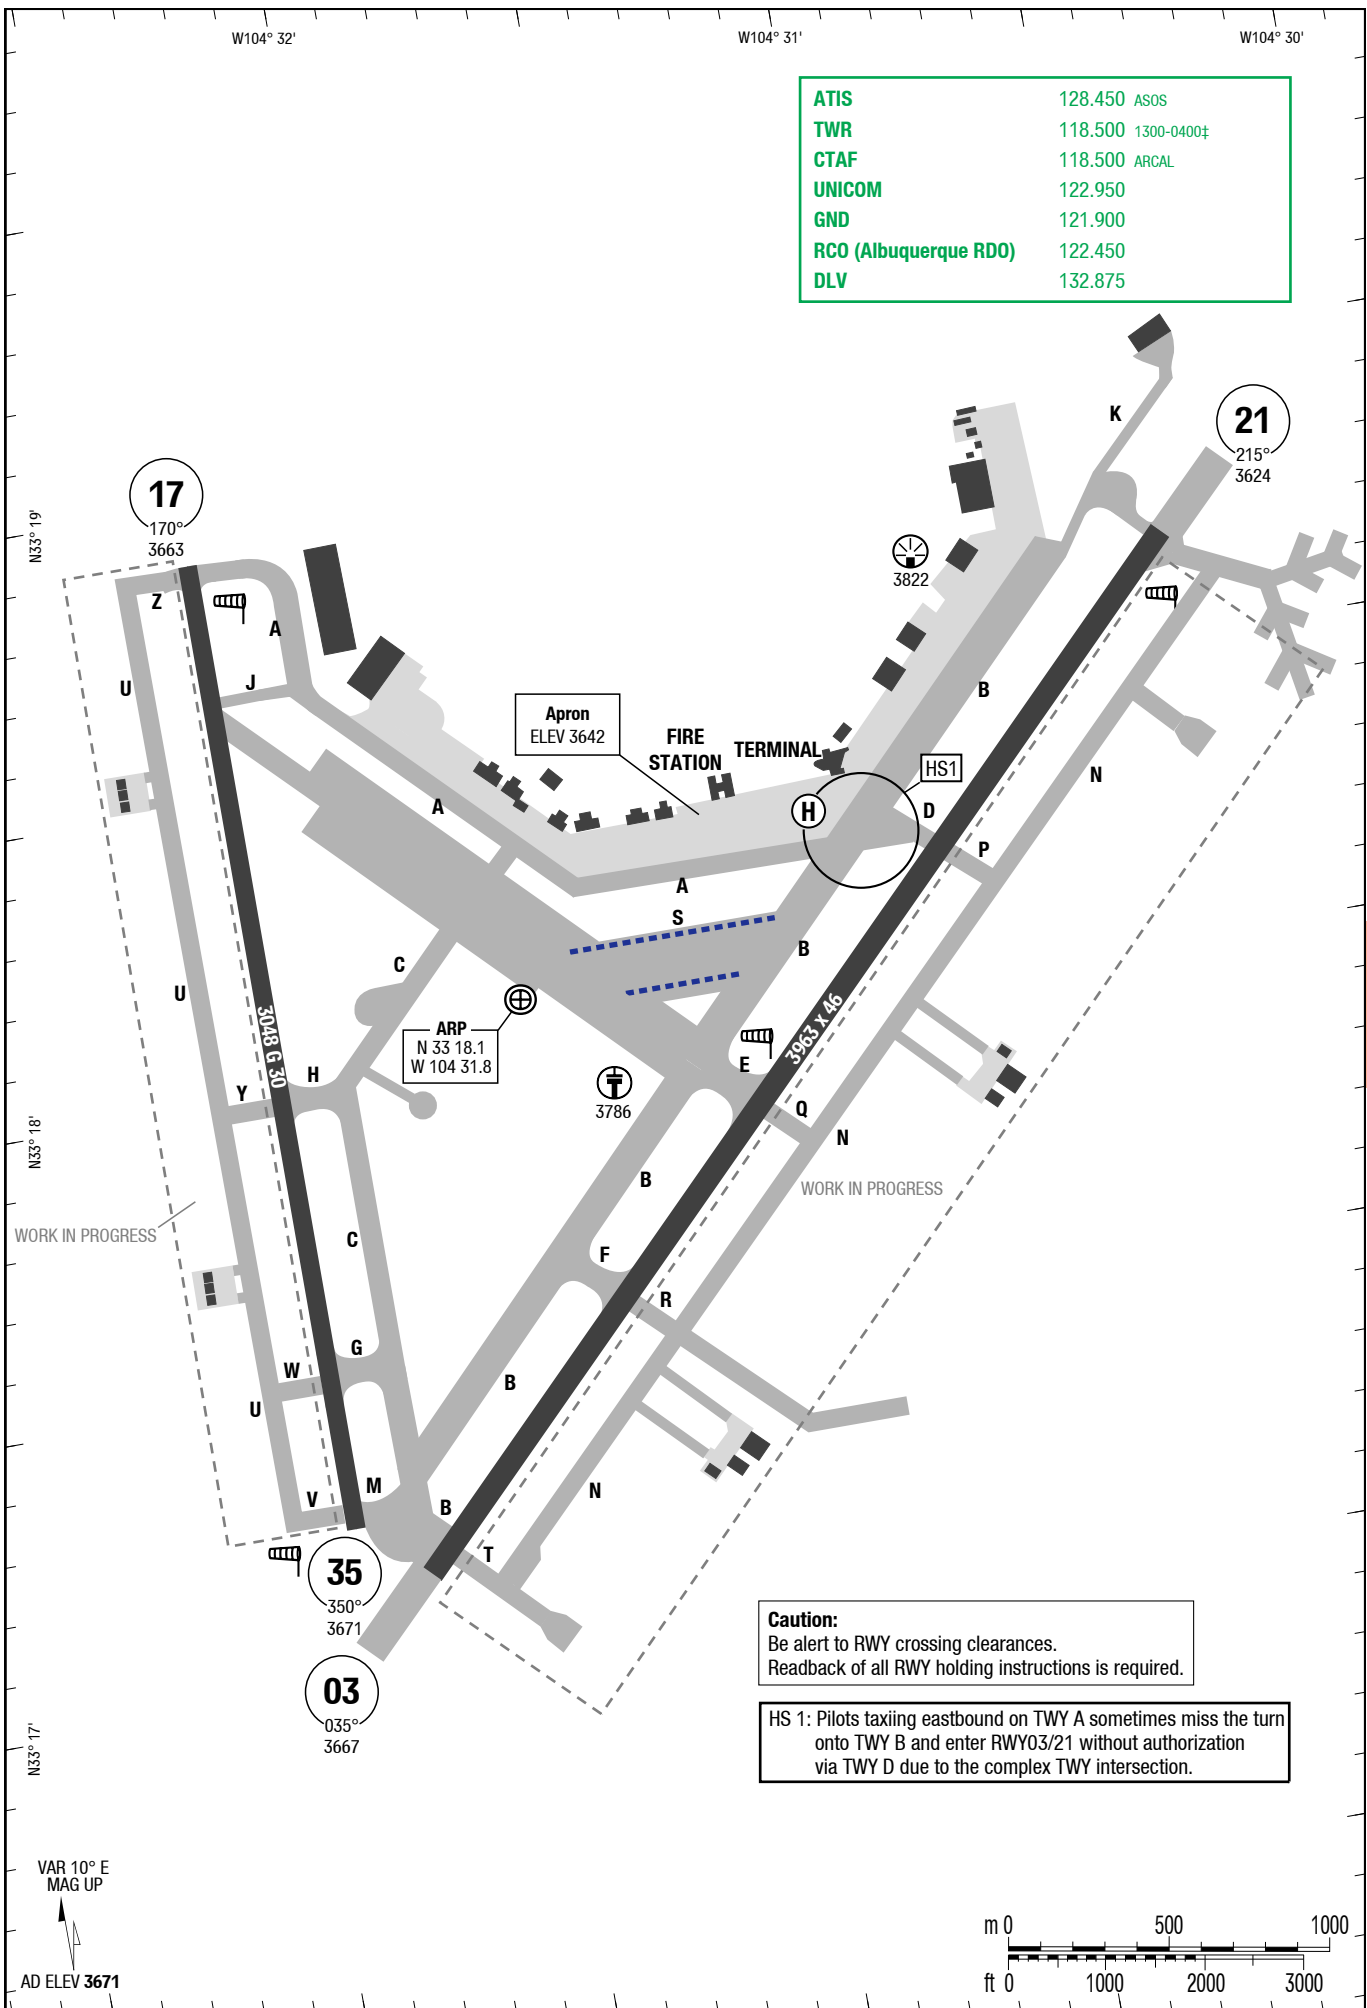 W104° 32'
W104° 31'
W104° 30'
ATIS 128.450 ASOS
TWR 118.500 1300-0400‡
CTAF 118.500 ARCAL
UNICOM 122.950
GND 121.900
RCO (Albuquerque RDO) 122.450
DLV 132.875
K
21
215°
3624
17
170°
3663
N33° 19'
3822
Z
A
J
U
B
Apron
ELEV 3642
FIRE
STATION
TERMINAL
HS1
N
A
H
D
P
A
S
B
C
U
ARP
N 33 18.1
W 104 31.8
3048 G 30
3963 x 46
H
Y
E
Q
3786
N
N33° 18'
B
WORK IN PROGRESS
WORK IN PROGRESS
C
F
R
G
W
U
B
M
V
N
B
T
35
350°
3671
03
035°
3667
N33° 17'
Caution:
Be alert to RWY crossing clearances.
Readback of all RWY holding instructions is required.
HS 1: Pilots taxiing eastbound on TWY A sometimes miss the turn
onto TWY B and enter RWY03/21 without authorization
via TWY D due to the complex TWY intersection.
VAR 10° E
MAG UP
AD ELEV 3671
m 0 500 1000
ft 0 1000 2000 3000